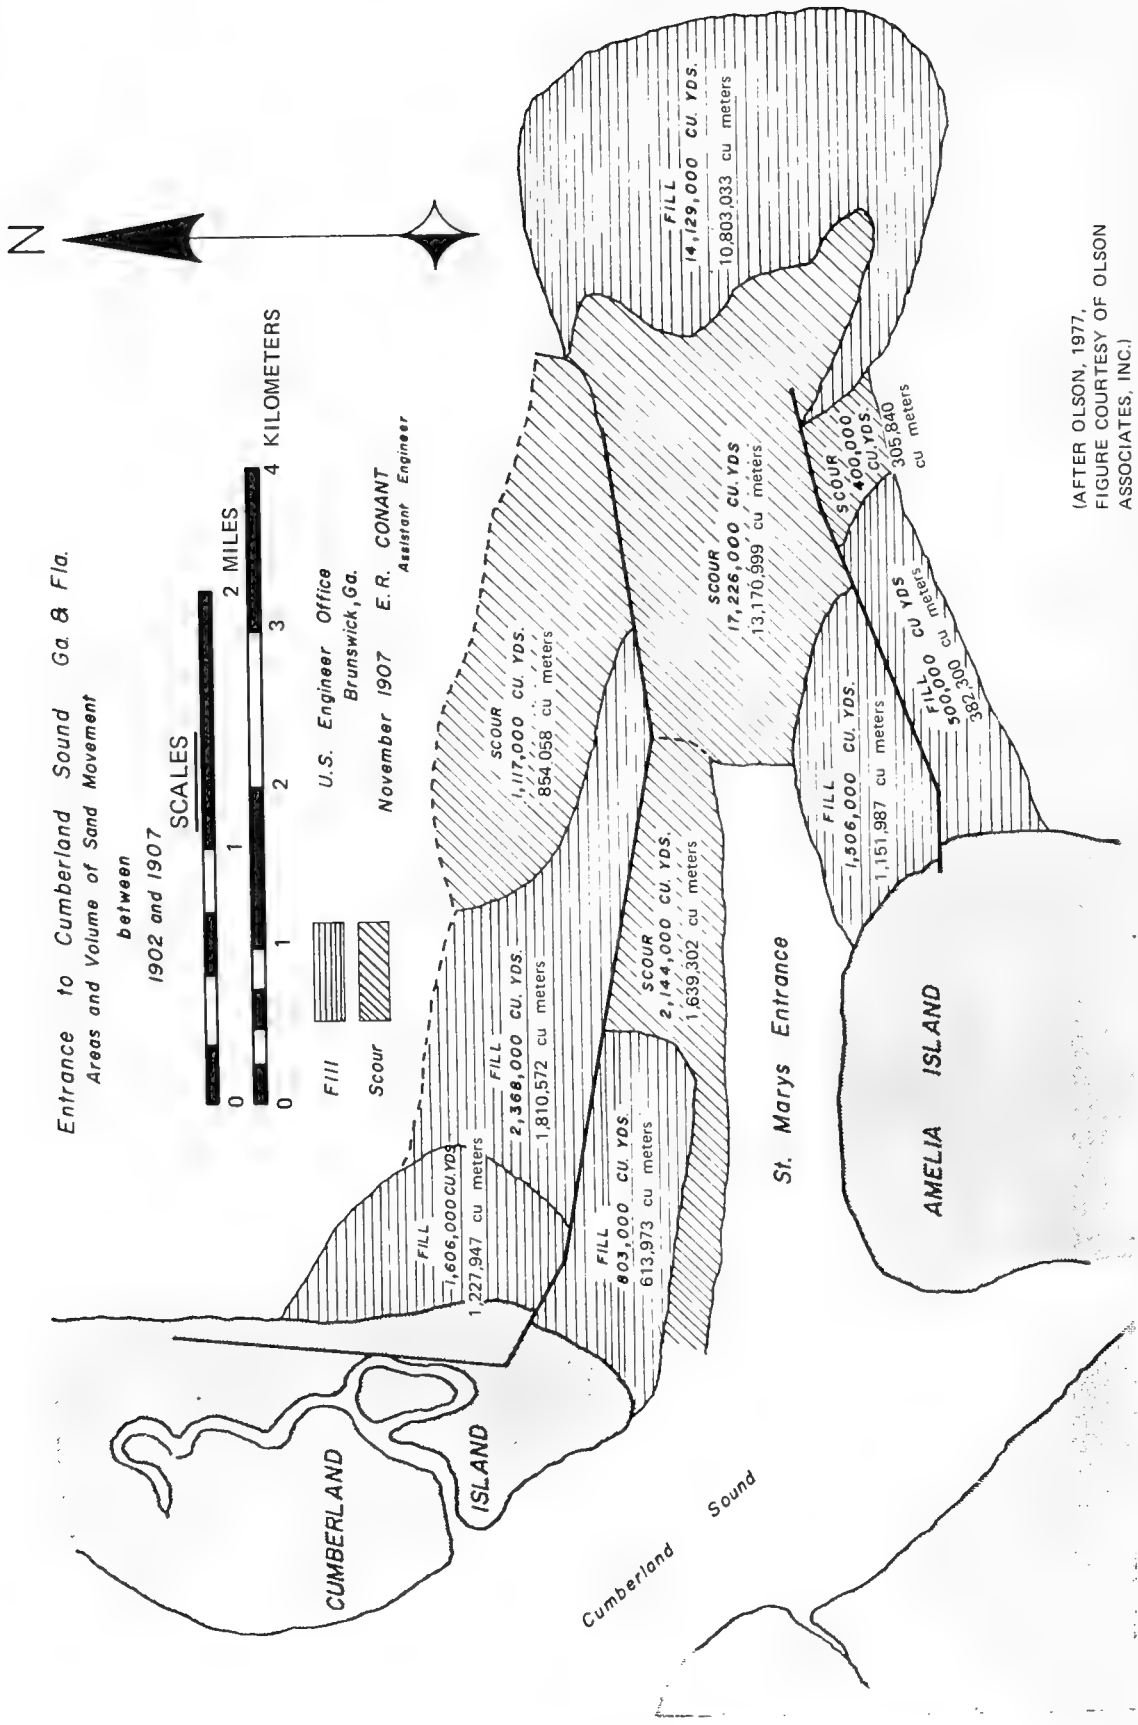 Entrance to Cumberland Sound Ga. & Fla.
Areas and Volume of Sand Movement
between
1902 and 1907
SCALES
0 1 2 MILES
0 1 2 3 4 KILOMETERS
Fill
Scour
U.S. Engineer Office
Brunswick, Ga.
November 1907 E.R. CONANT
Assistant Engineer
N
FILL
1,606,000 CU.YDS.
1,227,947 cu meters
FILL
2,368,000 CU. YDS.
1,810,572 cu meters
SCOUR
1,117,000 CU. YDS.
854,058 cu meters
FILL
14,129,000 CU. YDS.
10,803,033 cu meters
FILL
803,000 CU. YDS.
613,973 cu meters
SCOUR
2,144,000 CU. YDS.
1,639,302 cu meters
SCOUR
17,226,000 CU. YDS
13,170,999 cu meters
FILL
1,506,000 CU. YDS.
1,151,987 cu meters
FILL
500,000 CU YDS
382,300 cu meters
SCOUR
400,000
CU. YDS.
305,840
cu meters
CUMBERLAND
ISLAND
Cumberland Sound
St. Marys Entrance
AMELIA ISLAND
(AFTER OLSON, 1977,
FIGURE COURTESY OF OLSON
ASSOCIATES, INC.)